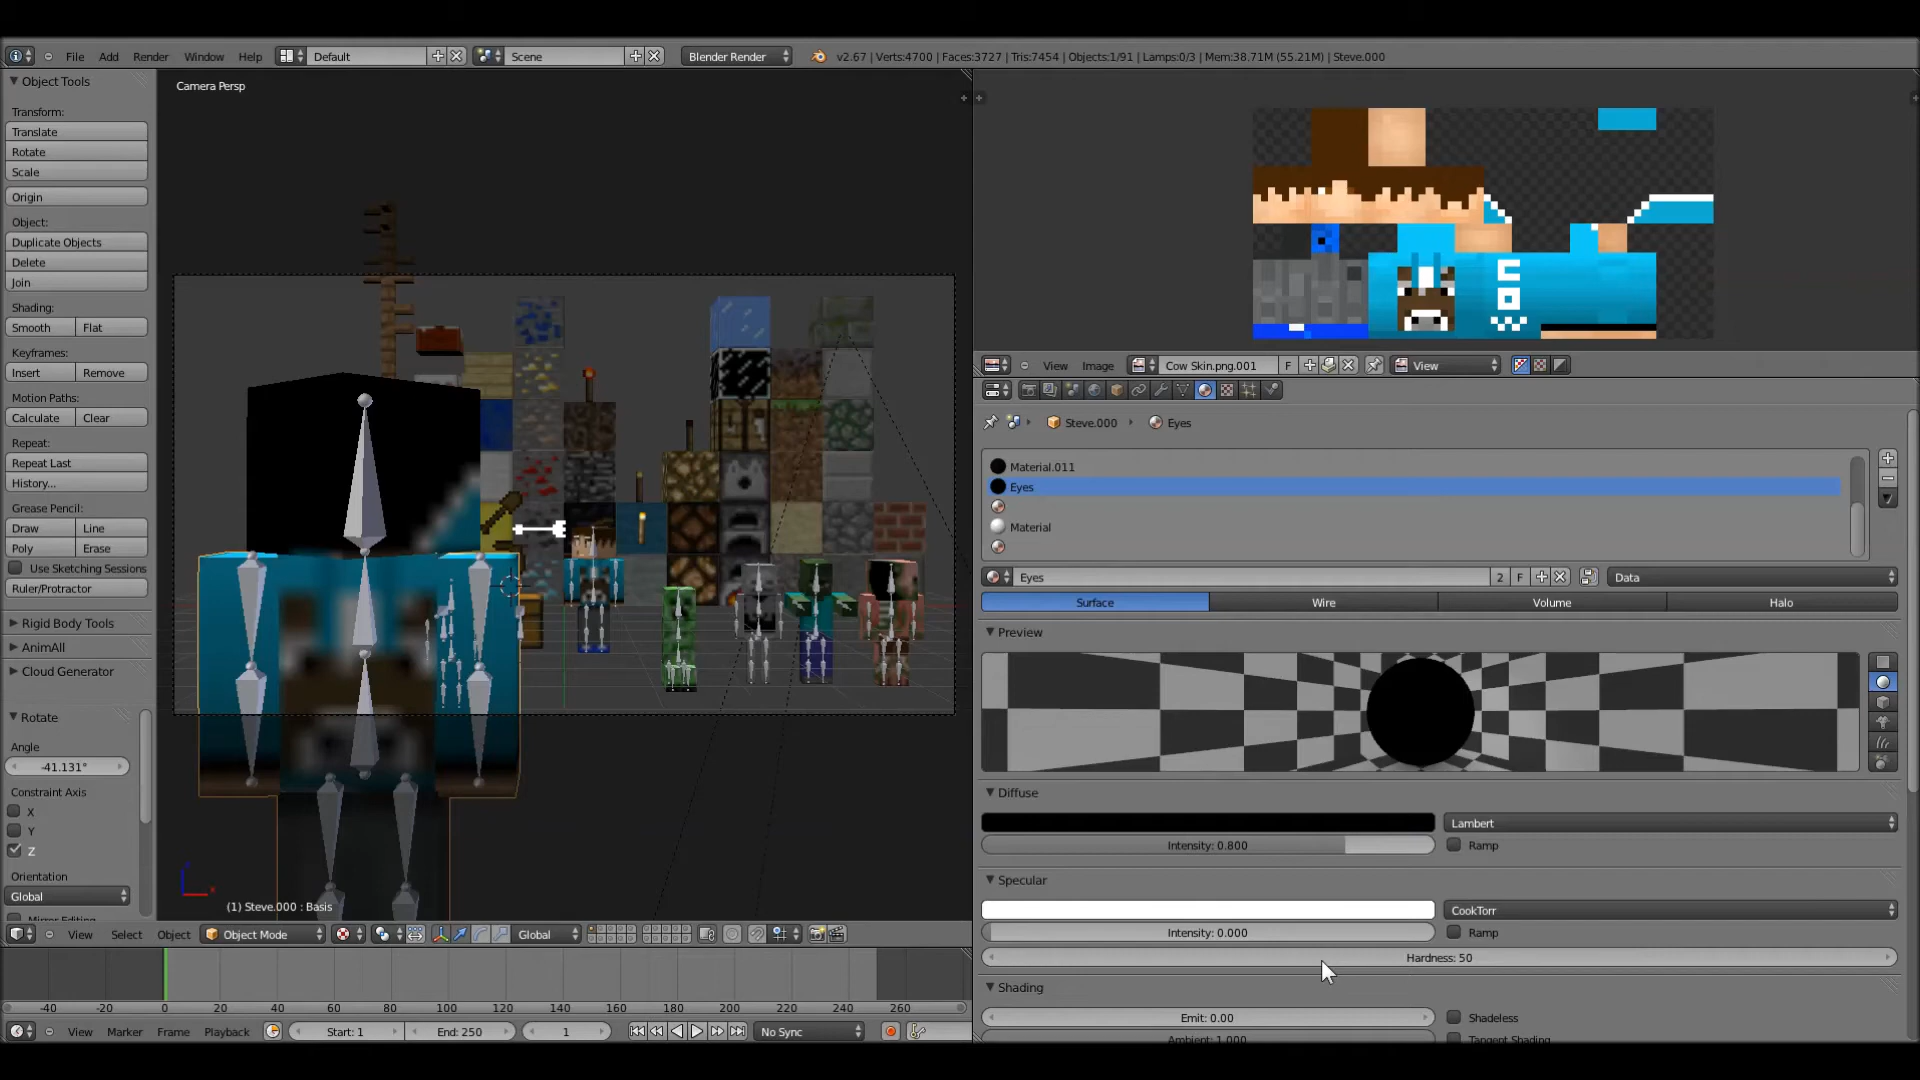 File Add Render Window Help Default Scene Blender Render v2.67 | Verts:4700 | Faces:3727 | Tris:7454 | Objects:1/91 | Lamps:0/3 | Mem:38.71M (55.21M) | Steve.000
Object Tools
Transform:
Translate
Rotate
Scale
Origin
Object:
Duplicate Objects
Delete
Join
Shading:
Smooth Flat
Keyframes:
Insert Remove
Motion Paths:
Calculate Clear
Repeat:
Repeat Last
History...
Grease Pencil:
Draw Line
Poly Erase
Use Sketching Sessions
Ruler/Protractor
Rigid Body Tools
AnimAll
Cloud Generator
Rotate
Angle
-41.131°
Constraint Axis
X
Y
Z
Orientation
Global
Mirror Editing
Camera Persp
(1) Steve.000 : Basis
View Select Object Object Mode Global
-40 -20 0 20 40 60 80 100 120 140 160 180 200 220 240 260
View Marker Frame Playback Start: 1 End: 250 1 No Sync
View Image Cow Skin.png.001 F View
Steve.000 Eyes
Material.011
Eyes
Material
Eyes 2 F Data
Surface Wire Volume Halo
Preview
Diffuse
Lambert
Intensity: 0.800 Ramp
Specular
CookTorr
Intensity: 0.000 Ramp
Hardness: 50
Shading
Emit: 0.00 Shadeless
Ambient: 1.000 Tangent Shading